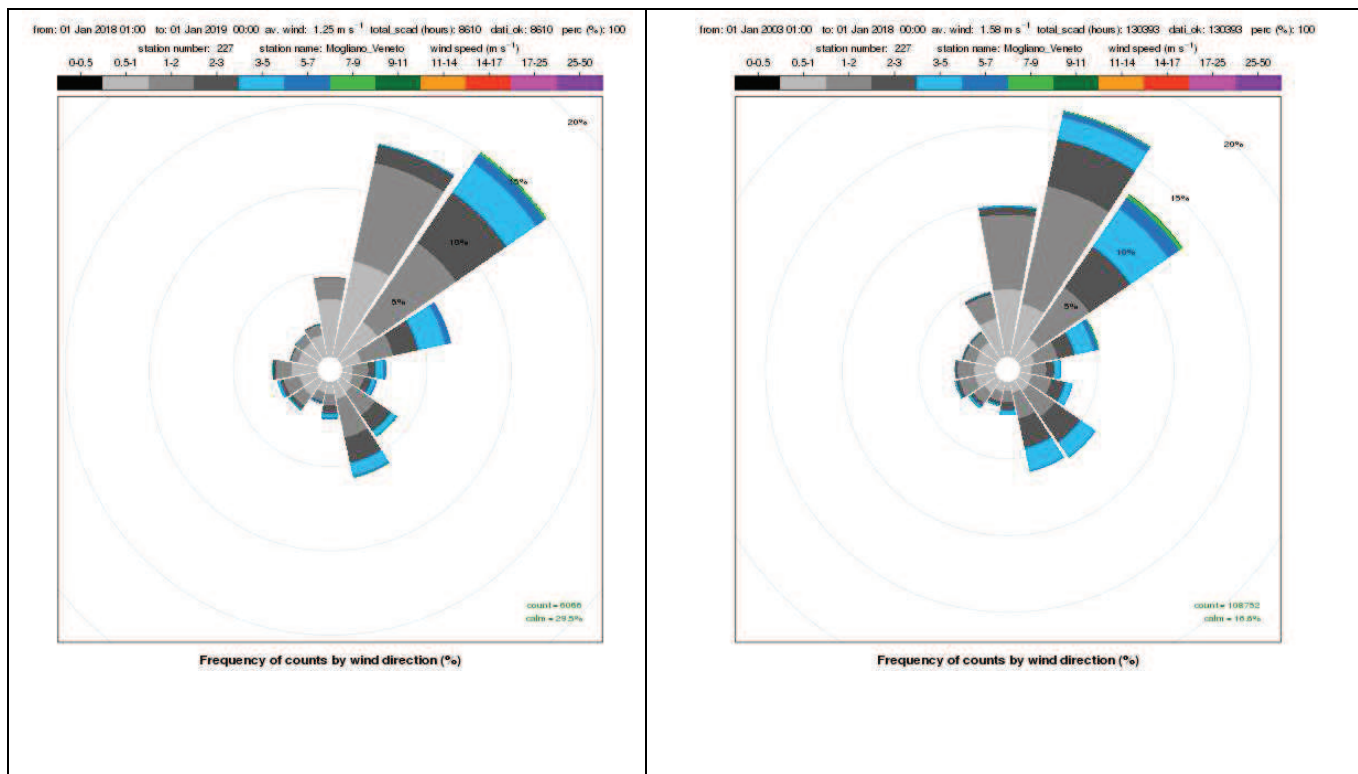 from: 01 Jan 2018 01:00 to: 01 Jan 2019 00:00 av. wind: 1.25 m s⁻¹ total_scad (hours): 8610 dati_ok: 8610 perc (%): 100
station number: 227 station name: Mogliano_Veneto wind speed (m s⁻¹)
0-0.5 0.5-1 1-2 2-3 3-5 5-7 7-9 9-11 11-14 14-17 17-25 25-50
20%
15%
10%
5%
count = 6066
calm = 29.5%
Frequency of counts by wind direction (%)
from: 01 Jan 2003 01:00 to: 01 Jan 2018 00:00 av. wind: 1.58 m s⁻¹ total_scad (hours): 130393 dati_ok: 130393 perc (%): 100
station number: 227 station name: Mogliano_Veneto wind speed (m s⁻¹)
0-0.5 0.5-1 1-2 2-3 3-5 5-7 7-9 9-11 11-14 14-17 17-25 25-50
20%
15%
10%
5%
count = 108752
calm = 16.6%
Frequency of counts by wind direction (%)